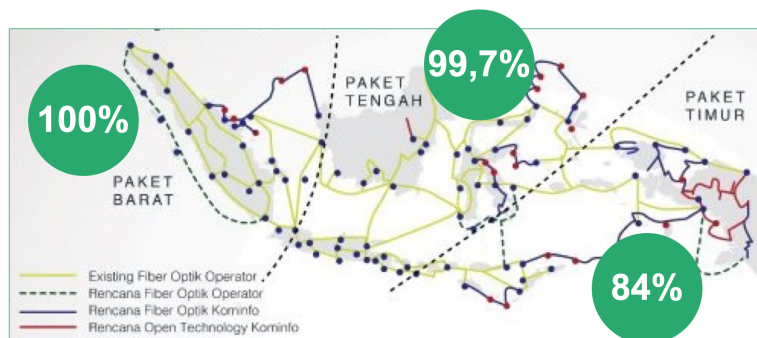 100%
PAKET
BARAT
PAKET
TENGAH
99,7%
PAKET
TIMUR
84%
Existing Fiber Optik Operator
Rencana Fiber Optik Operator
Rencana Fiber Optik Kominfo
Rencana Open Technology Kominfo